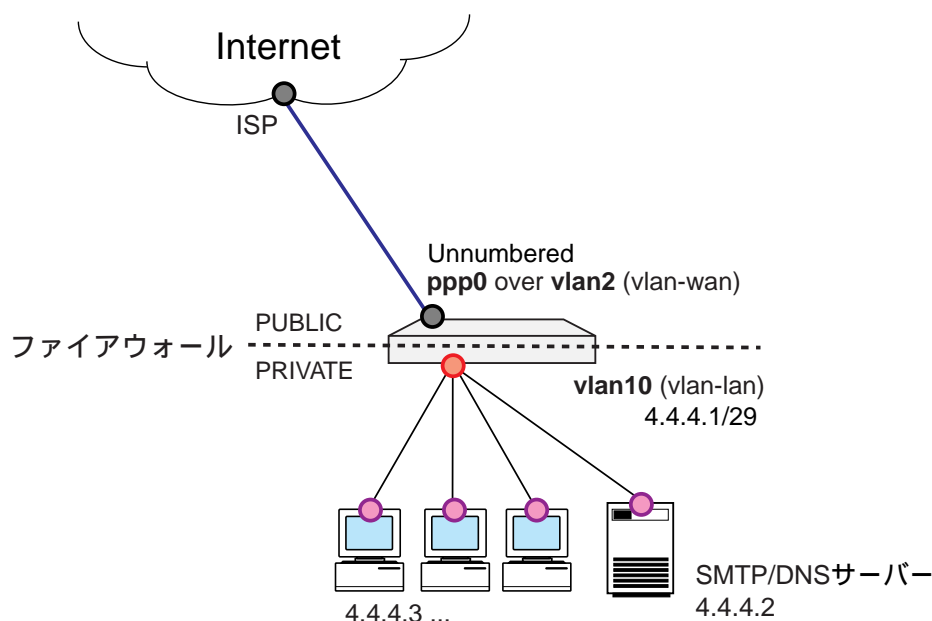 Internet
ISP
Unnumbered
ppp0 over vlan2 (vlan-wan)
PUBLIC
ファイアウォール
PRIVATE
vlan10 (vlan-lan)
4.4.4.1/29
SMTP/DNSサーバー
4.4.4.2
4.4.4.3 ...